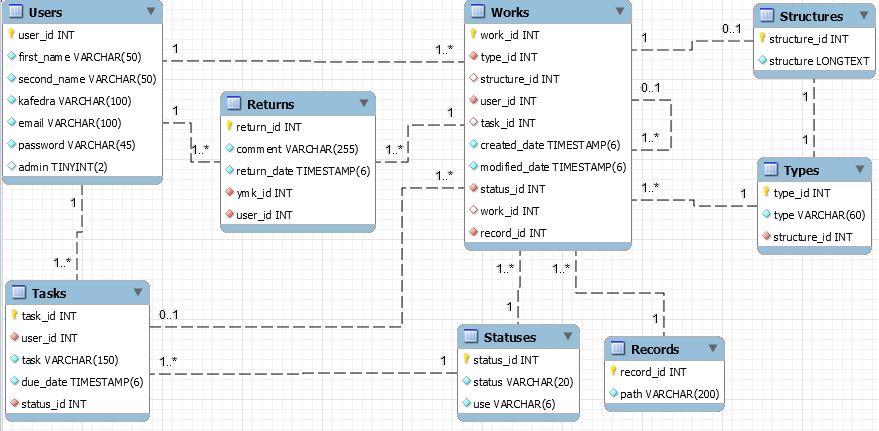 Users
user_id INT
first_name VARCHAR(50)
second_name VARCHAR(50)
kafedra VARCHAR(100)
email VARCHAR(100)
password VARCHAR(45)
admin TINYINT(2)
1
1..*
1
1..*
Returns
return_id INT
comment VARCHAR(255)
return_date TIMESTAMP(6)
ymk_id INT
user_id INT
1
1..*
Works
work_id INT
type_id INT
structure_id INT
user_id INT
task_id INT
created_date TIMESTAMP(6)
modified_date TIMESTAMP(6)
status_id INT
work_id INT
record_id INT
1
0..1
0..1
1..*
1..*
1
Structures
structure_id INT
structure LONGTEXT
1
1
Types
type_id INT
type VARCHAR(60)
structure_id INT
1
1..*
Tasks
task_id INT
user_id INT
task VARCHAR(150)
due_date TIMESTAMP(6)
status_id INT
0..1
1..*
1..*
1
1..*
1
Statuses
status_id INT
status VARCHAR(20)
use VARCHAR(6)
1..*
1
Records
record_id INT
path VARCHAR(200)